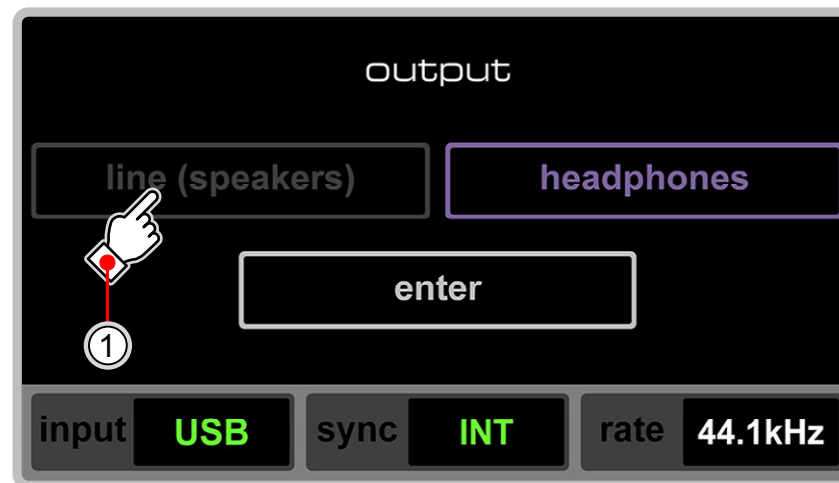 output
line (speakers)
headphones
enter
1
input USB sync INT rate 44.1kHz